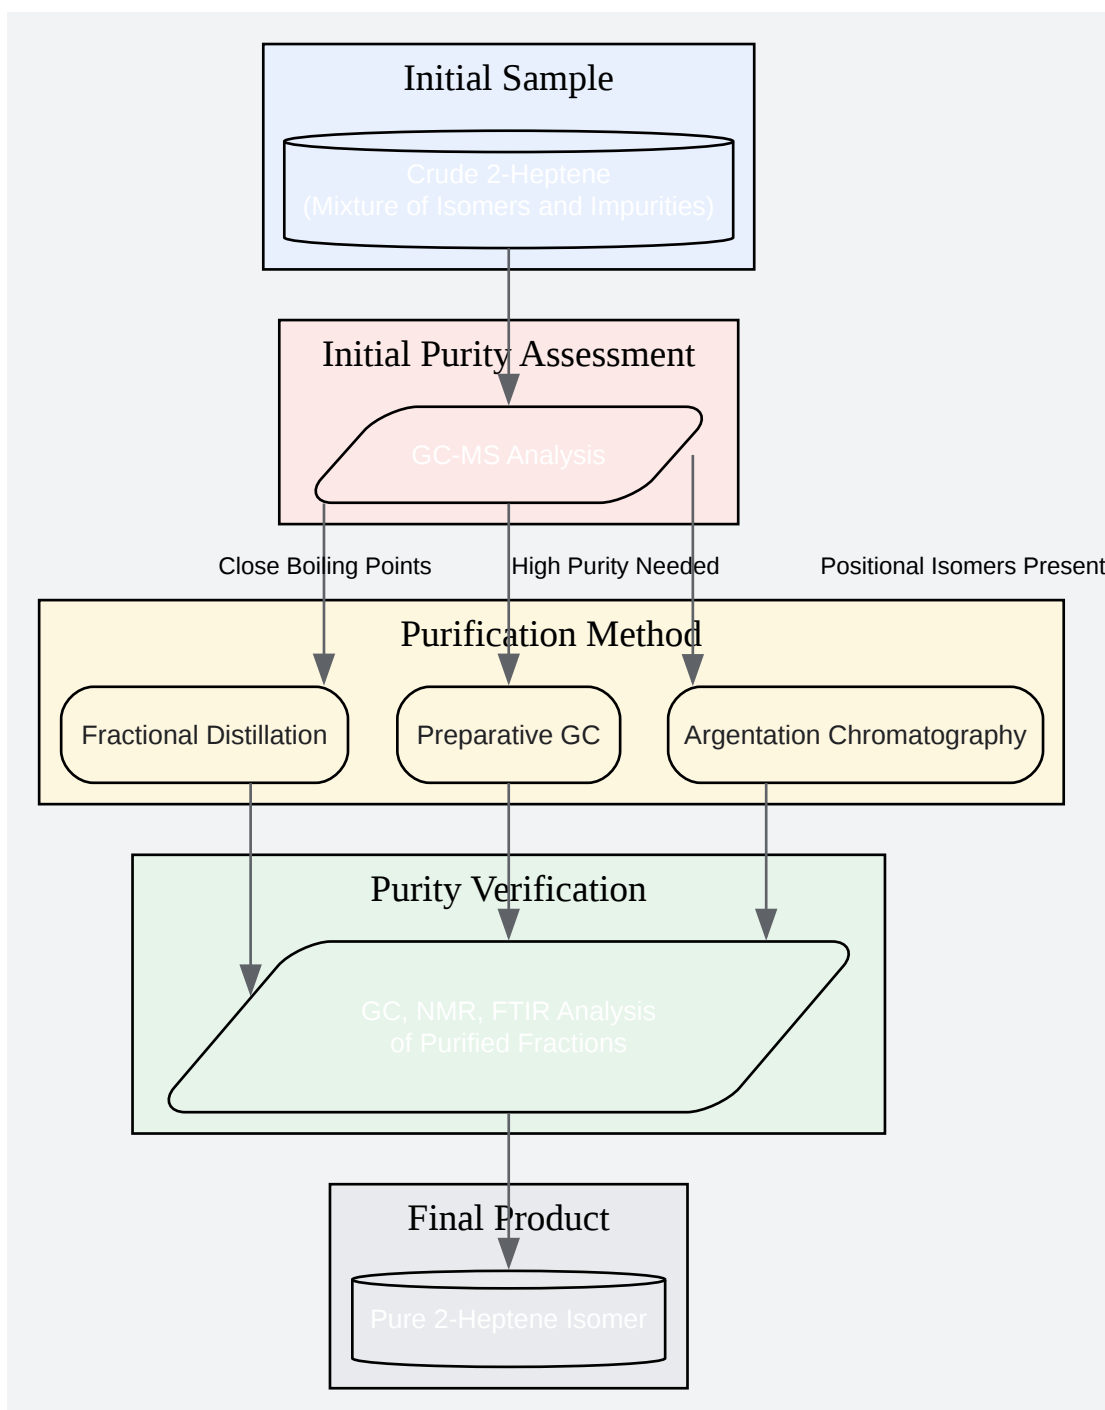 Initial Sample
Crude 2-Heptene
(Mixture of Isomers and Impurities)
Initial Purity Assessment
GC-MS Analysis
Close Boiling Points
High Purity Needed
Positional Isomers Present
Purification Method
Fractional Distillation
Preparative GC
Argentation Chromatography
Purity Verification
GC, NMR, FTIR Analysis
of Purified Fractions
Final Product
Pure 2-Heptene Isomer